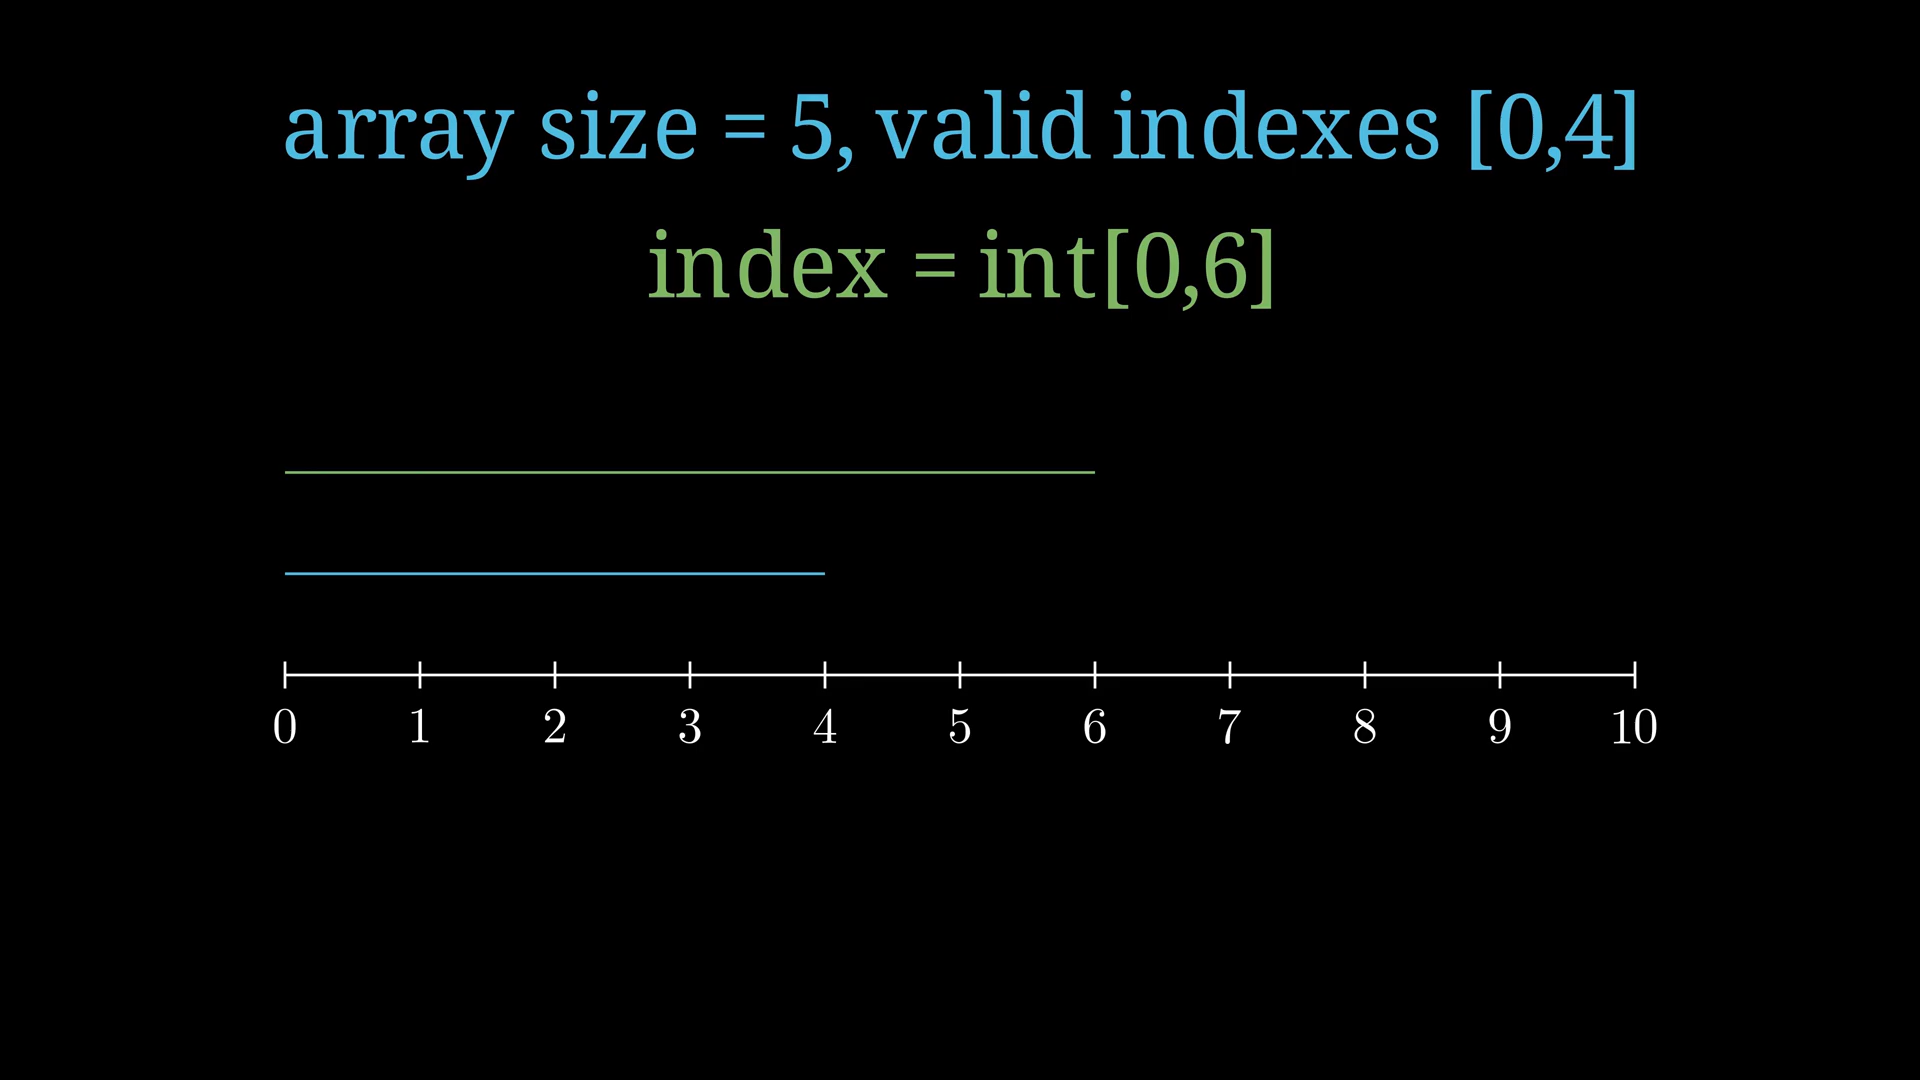 array size = 5, valid indexes [0,4]
index = int[0,6]
0 1 2 3 4 5 6 7 8 9 10